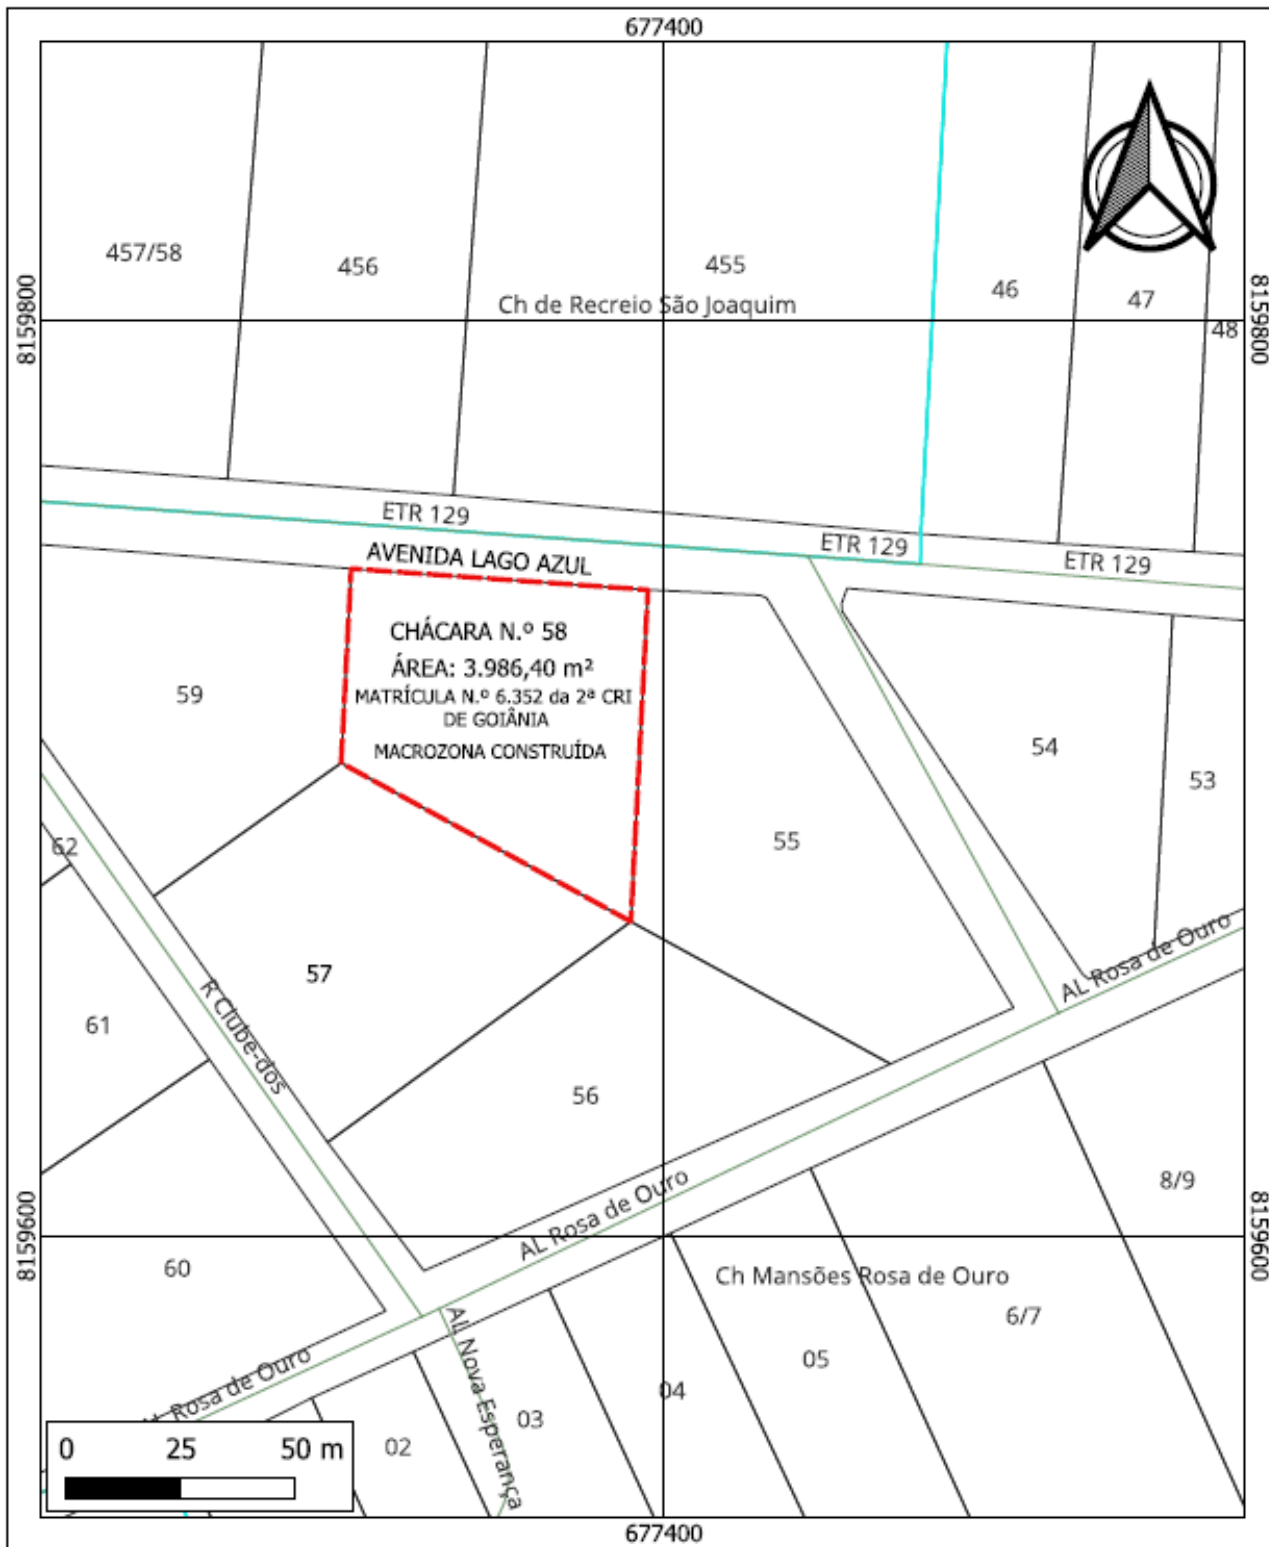 677400
457/58
456
455
46
47
48
Ch de Recreio São Joaquim
8159800
8159800
ETR 129
ETR 129
ETR 129
AVENIDA LAGO AZUL
CHÁCARA N.º 58
ÁREA: 3.986,40 m²
MATRÍCULA N.º 6.352 da 2ª CRI
DE GOIÂNIA
MACROZONA CONSTRUÍDA
59
54
53
55
62
57
61
R Clube-dos
AL Rosa de Ouro
56
8/9
AL Rosa de Ouro
8159600
8159600
60
Ch Mansões Rosa de Ouro
6/7
05
04
03
02
AL Nova Esperança
Rosa de Ouro
0 25 50 m
677400